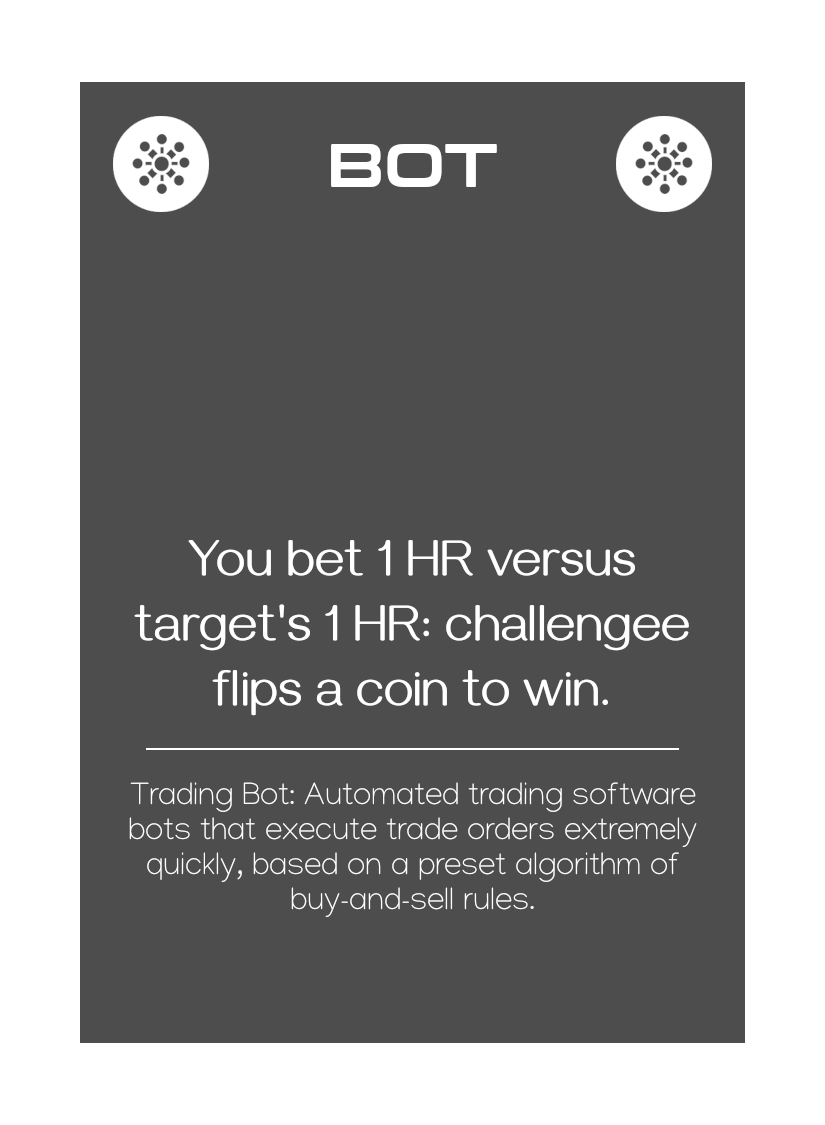 BOT
You bet 1 HR versus
target's 1 HR: challengee
flips a coin to win.
Trading Bot: Automated trading software
bots that execute trade orders extremely
quickly, based on a preset algorithm of
buy-and-sell rules.